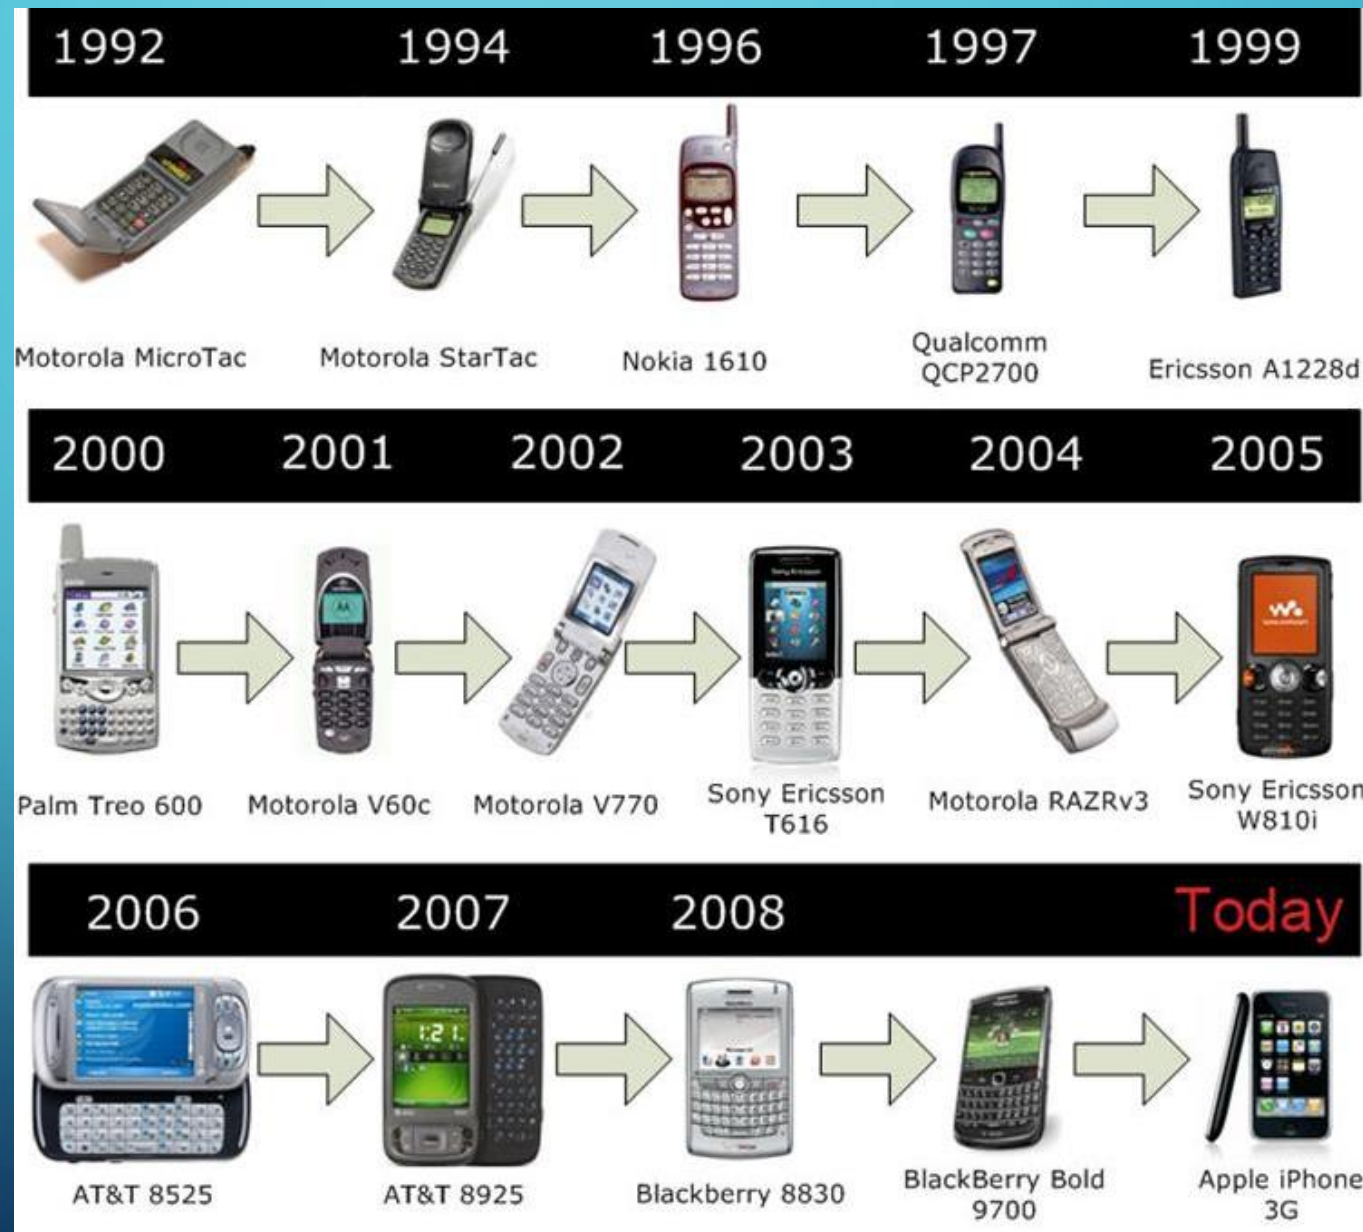 1992 1994 1996 1997 1999
Motorola MicroTac Motorola StarTac Nokia 1610 Qualcomm
QCP2700 Ericsson A1228d
2000 2001 2002 2003 2004 2005
Palm Treo 600 Motorola V60c Motorola V770 Sony Ericsson
T616 Motorola RAZRv3 Sony Ericsson
W810i
2006 2007 2008 Today
1:21
AT&T 8525 AT&T 8925 Blackberry 8830 BlackBerry Bold
9700 Apple iPhone
3G